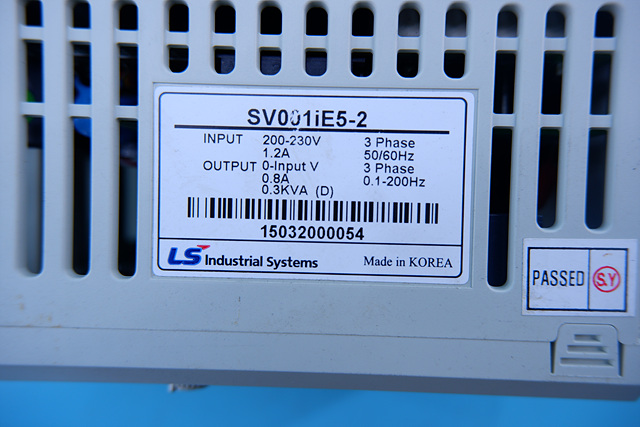 SV001iE5-2
INPUT 200-230V 3 Phase
1.2A 50/60Hz
OUTPUT 0-Input V 3 Phase
0.8A 0.1-200Hz
0.3KVA (D)
15032000054
LS Industrial Systems Made in KOREA
PASSED S.Y